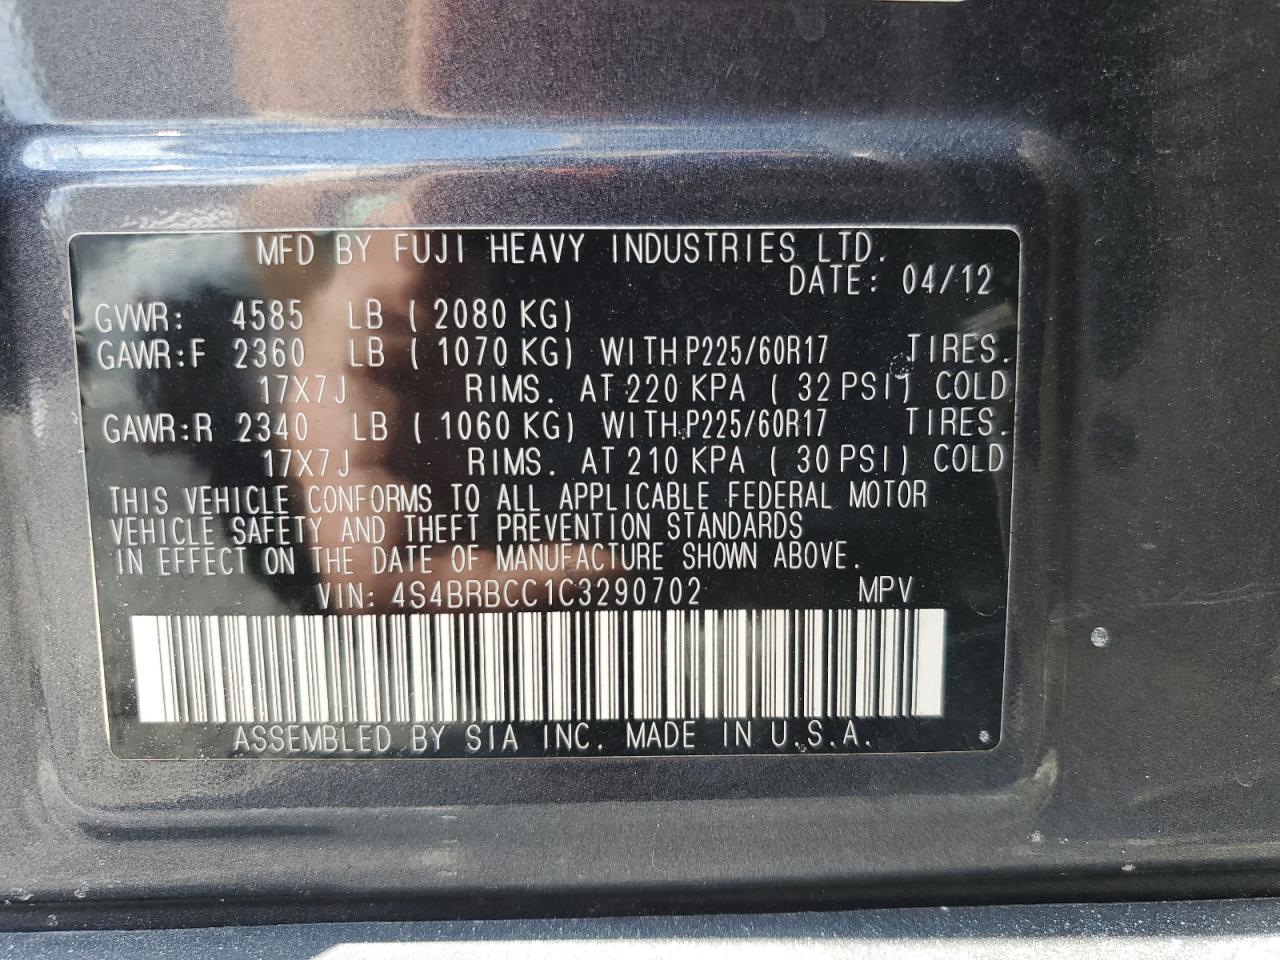 MFD BY FUJI HEAVY INDUSTRIES LTD.
DATE: 04/12
GVWR: 4585 LB ( 2080 KG)
GAWR:F 2360 LB ( 1070 KG) WITH P225/60R17 TIRES.
17X7J RIMS. AT 220 KPA ( 32 PSI) COLD
GAWR:R 2340 LB ( 1060 KG) WITH P225/60R17 TIRES.
17X7J RIMS. AT 210 KPA ( 30 PSI) COLD
THIS VEHICLE CONFORMS TO ALL APPLICABLE FEDERAL MOTOR
VEHICLE SAFETY AND THEFT PREVENTION STANDARDS
IN EFFECT ON THE DATE OF MANUFACTURE SHOWN ABOVE.
VIN: 4S4BRBCC1C3290702 MPV
ASSEMBLED BY SIA INC. MADE IN U.S.A.